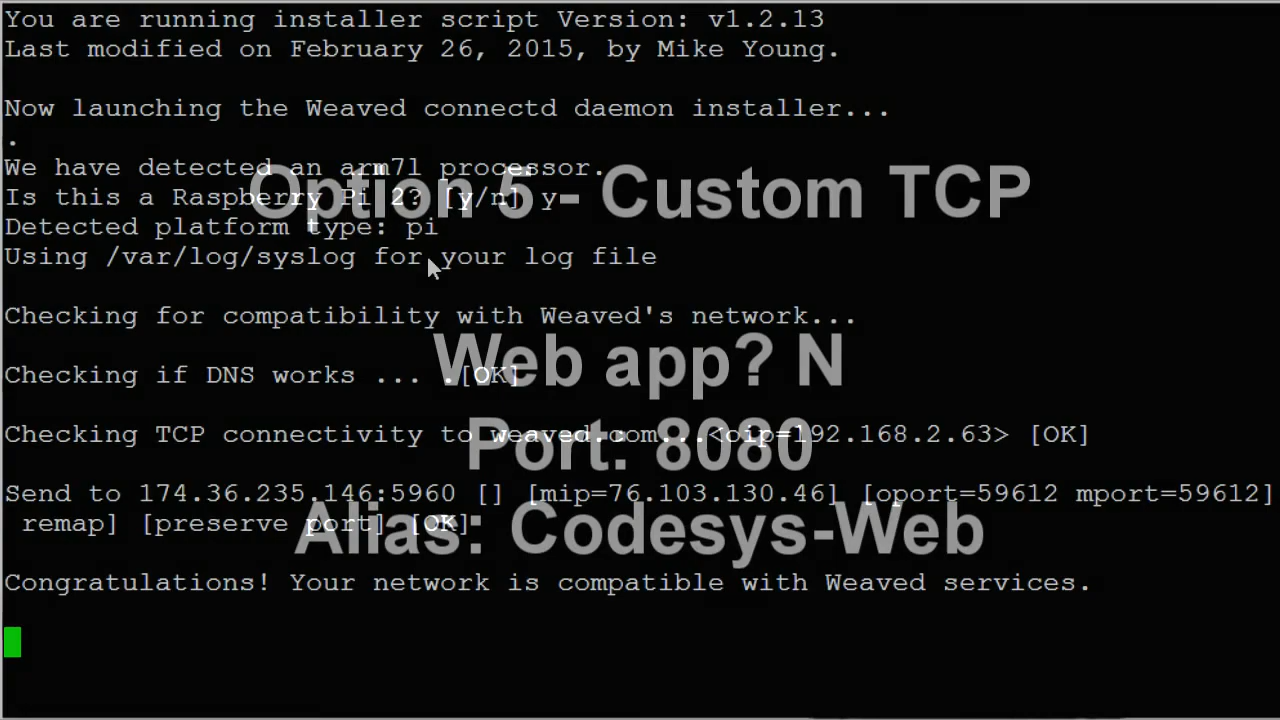 You are running installer script Version: v1.2.13
Last modified on February 26, 2015, by Mike Young.
Now launching the Weaved connectd daemon installer...
.
We have detected an arm7l processor.
Option 5 - Custom TCP
Is this a Raspberry Pi 2? [y/n] y
Detected platform type: pi
Using /var/log/syslog for your log file
Checking for compatibility with Weaved's network...
Web app? N
Checking if DNS works ... .[OK]
Checking TCP connectivity to weaved.com...<oip=192.168.2.63> [OK]
Port: 8080
Send to 174.36.235.146:5960 [] [mip=76.103.130.46] [oport=59612 mport=59612]
remap] [preserve port] [OK]
Alias: Codesys-Web
Congratulations! Your network is compatible with Weaved services.